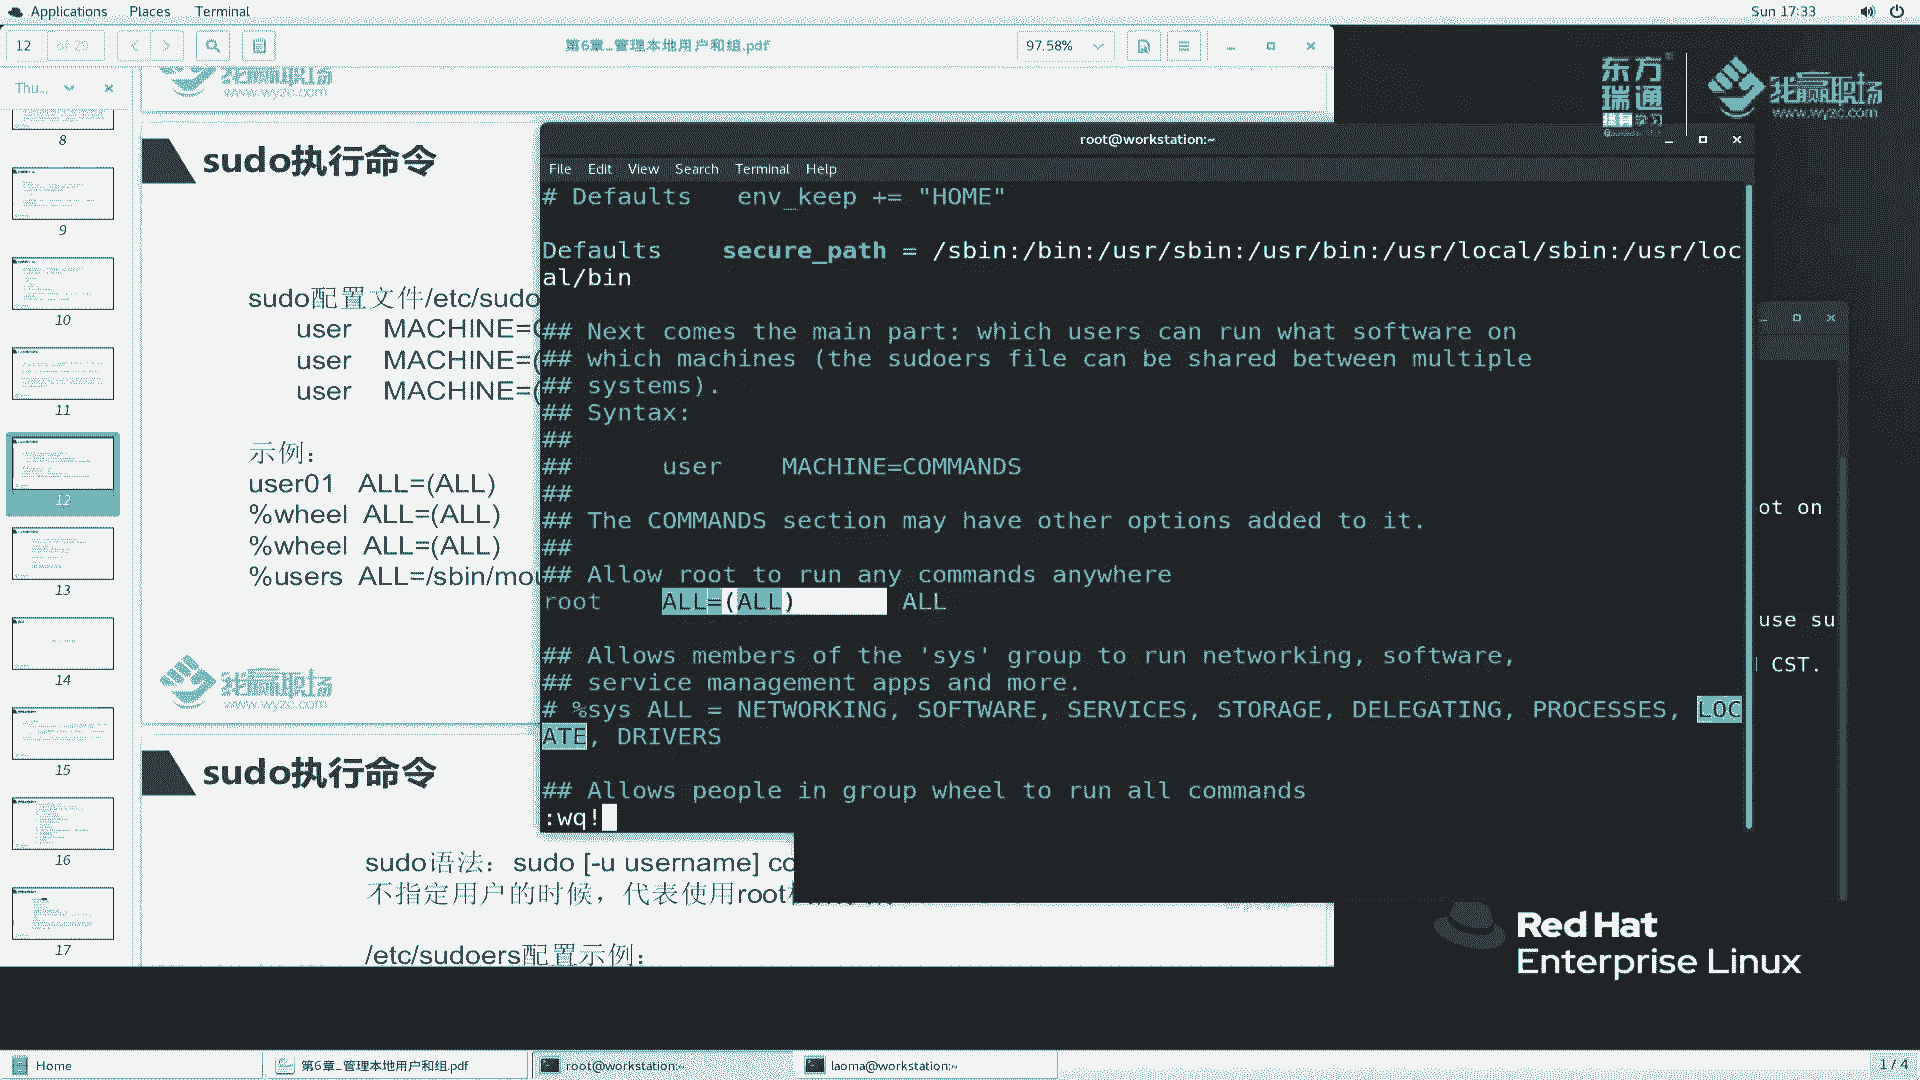 Applications Places Terminal
Sun 17:33
12 of 29
第6章_管理本地用户和组.pdf
97.58%
Thu...
8
9
10
11
12
13
14
15
16
17
我赢职场
www.wyzc.com
sudo执行命令
sudo配置文件/etc/sudo
user MACHINE=
user MACHINE=(
user MACHINE=(
示例：
user01 ALL=(ALL)
%wheel ALL=(ALL)
%wheel ALL=(ALL)
%users ALL=/sbin/mou
我赢职场
www.wyzc.com
sudo执行命令
sudo语法：sudo [-u username] co
不指定用户的时候，代表使用root
/etc/sudoers配置示例：
root@workstation:~
File Edit View Search Terminal Help
# Defaults   env_keep += "HOME"
Defaults    secure_path = /sbin:/bin:/usr/sbin:/usr/bin:/usr/local/sbin:/usr/loc
al/bin
## Next comes the main part: which users can run what software on
## which machines (the sudoers file can be shared between multiple
## systems).
## Syntax:
##
##      user    MACHINE=COMMANDS
##
## The COMMANDS section may have other options added to it.
##
## Allow root to run any commands anywhere
root    ALL=(ALL)       ALL
## Allows members of the 'sys' group to run networking, software,
## service management apps and more.
# %sys ALL = NETWORKING, SOFTWARE, SERVICES, STORAGE, DELEGATING, PROCESSES, LOC
ATE, DRIVERS
## Allows people in group wheel to run all commands
:wq!
ot on
use su
CST.
东方瑞通
终身学习
我赢职场
www.wyzc.com
Red Hat
Enterprise Linux
Home
第6章_管理本地用户和组.pdf
root@workstation:~
laoma@workstation:~
1 / 4